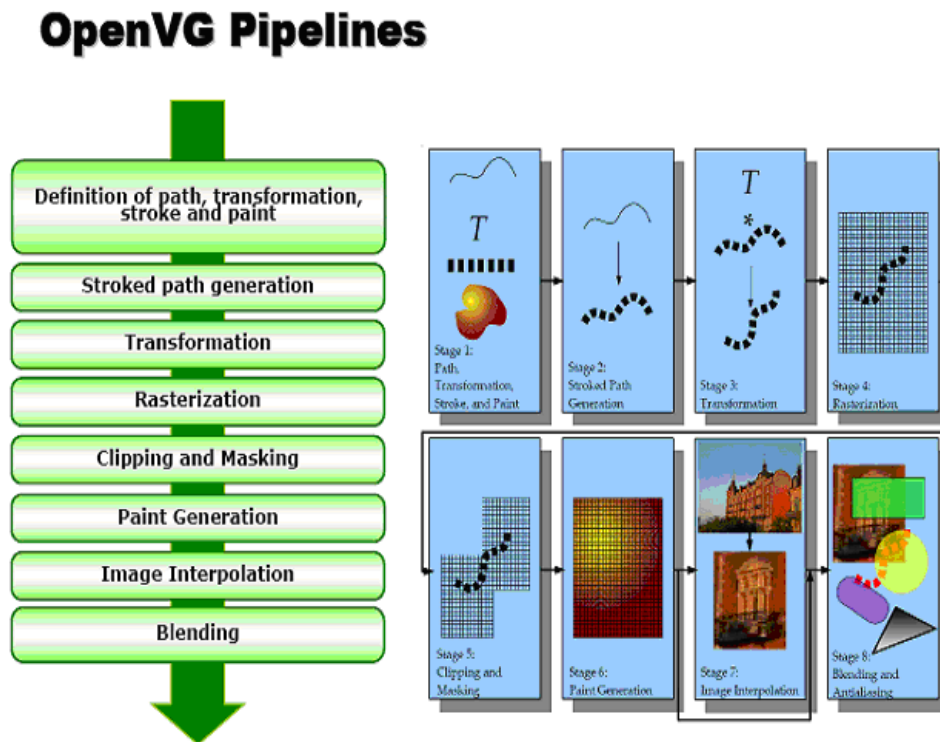 OpenVG Pipelines
Definition of path, transformation,
stroke and paint
Stroked path generation
Transformation
Rasterization
Clipping and Masking
Paint Generation
Image Interpolation
Blending
T
Stage 1:
Path,
Transformation,
Stroke, and Paint
Stage 2:
Stroked Path
Generation
T
*
Stage 3:
Transformation
Stage 4:
Rasterization
Stage 5:
Clipping and
Masking
Stage 6:
Paint Generation
Stage 7
Image Interpolation
Stage 8:
Blending and
Antialiasing